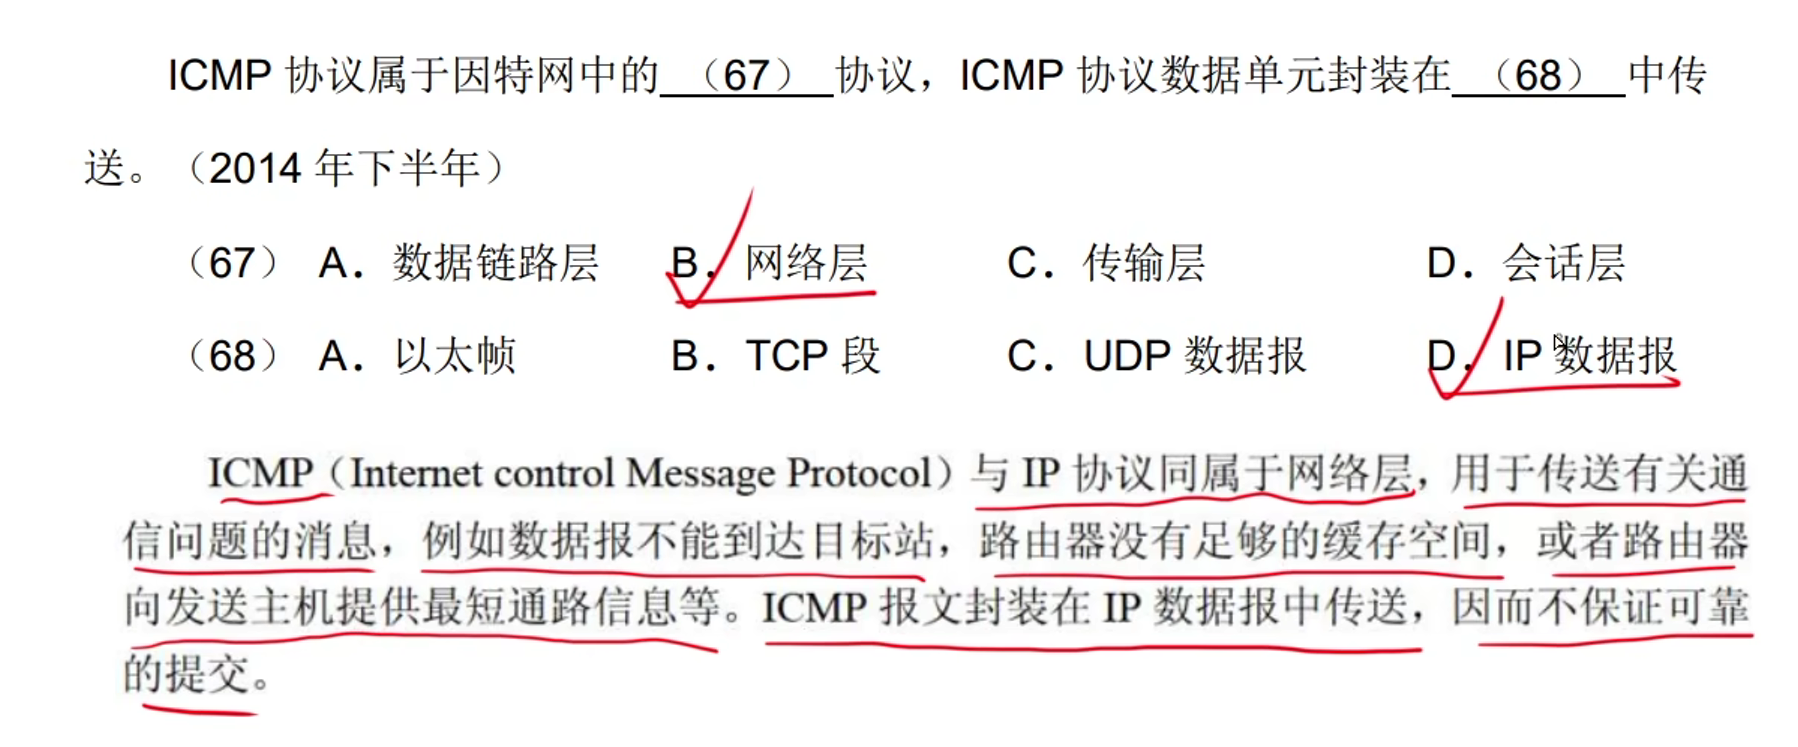 ICMP 协议属于因特网中的 （67） 协议，ICMP 协议数据单元封装在 （68） 中传
送。（2014 年下半年）
（67） A．数据链路层 B．网络层 C．传输层 D．会话层
（68） A．以太帧 B．TCP 段 C．UDP 数据报 D．IP 数据报
ICMP（Internet control Message Protocol）与 IP 协议同属于网络层，用于传送有关通
信问题的消息，例如数据报不能到达目标站，路由器没有足够的缓存空间，或者路由器
向发送主机提供最短通路信息等。ICMP 报文封装在 IP 数据报中传送，因而不保证可靠
的提交。